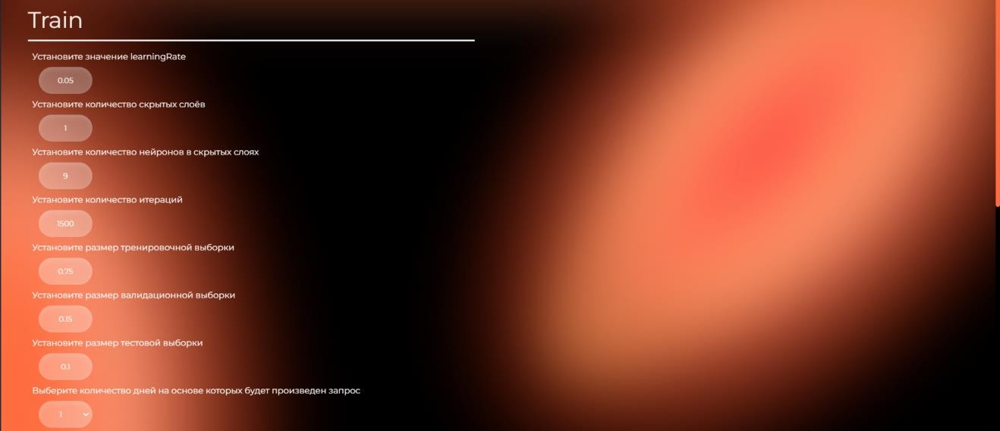 Train
Установите значение learningRate
0.05
Установите количество скрытых слоёв
1
Установите количество нейронов в скрытых слоях
9
Установите количество итераций
1500
Установите размер тренировочной выборки
0.75
Установите размер валидационной выборки
0.15
Установите размер тестовой выборки
0.1
Выберите количество дней на основе которых будет произведен запрос
1